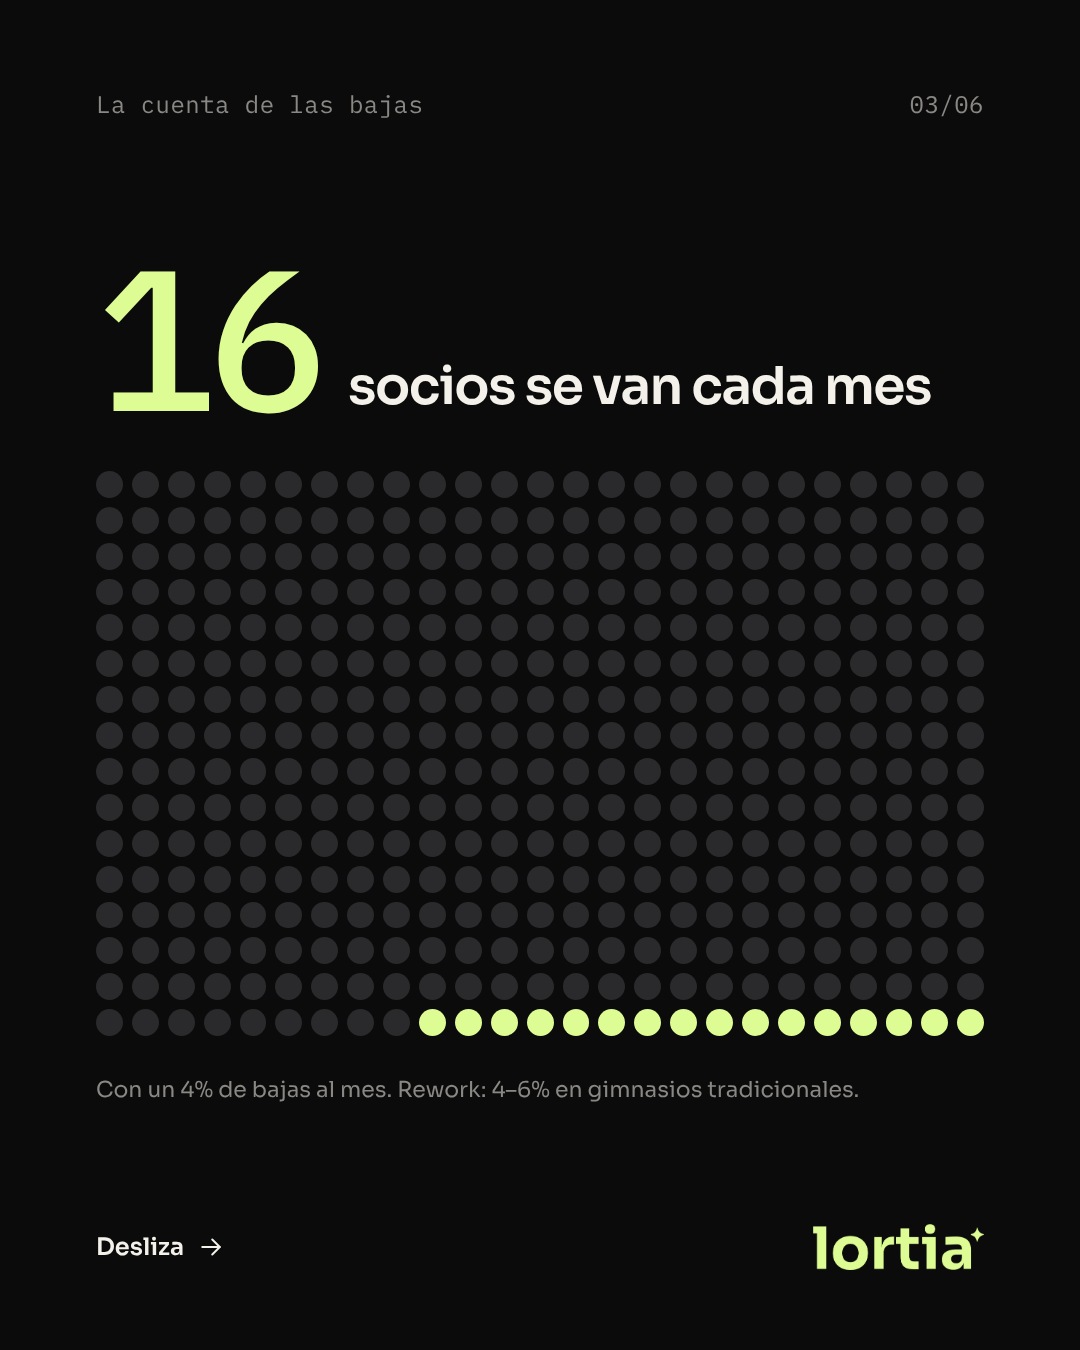 La cuenta de las bajas
03/06
16 socios se van cada mes
Con un 4% de bajas al mes. Rework: 4–6% en gimnasios tradicionales.
Desliza →
lortia